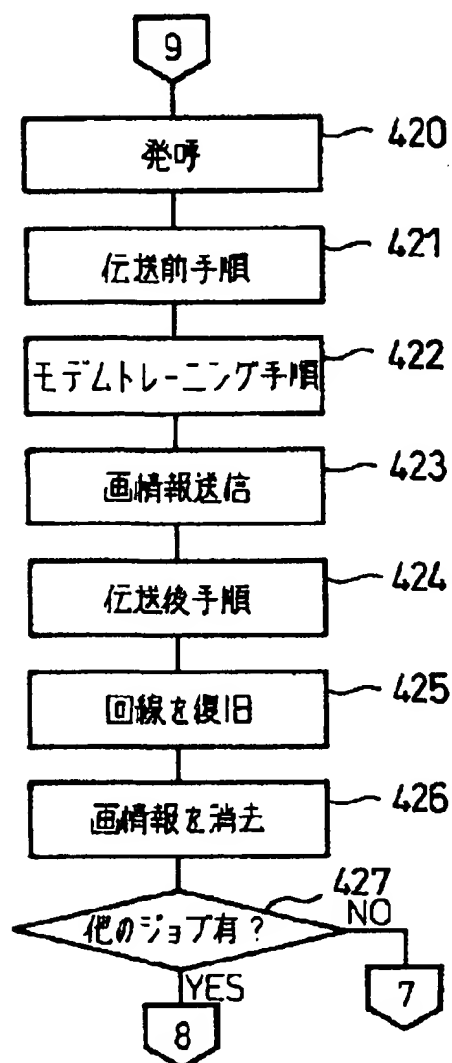 9
発呼 420
伝送前手順 421
モデムトレーニング手順 422
画情報送信 423
伝送後手順 424
回線を復旧 425
画情報を消去 426
427
他のジョブ有? NO
YES 7
8